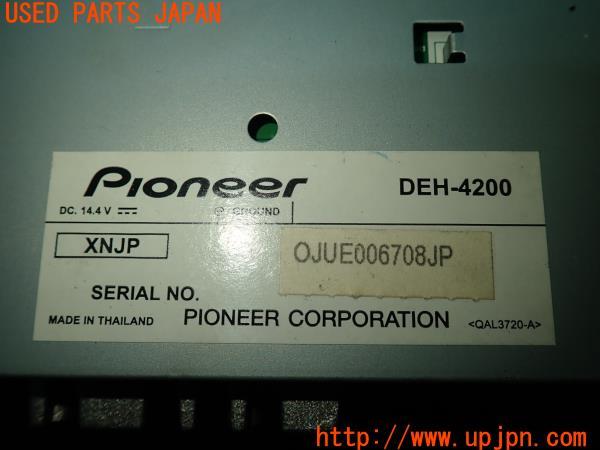 USED PARTS JAPAN
Pioneer DEH-4200
DC. 14.4 V ⎓ GROUND
XNJP
OJUE006708JP
SERIAL NO.
MADE IN THAILAND PIONEER CORPORATION <QAL3720-A>
http://www.upjpn.com/